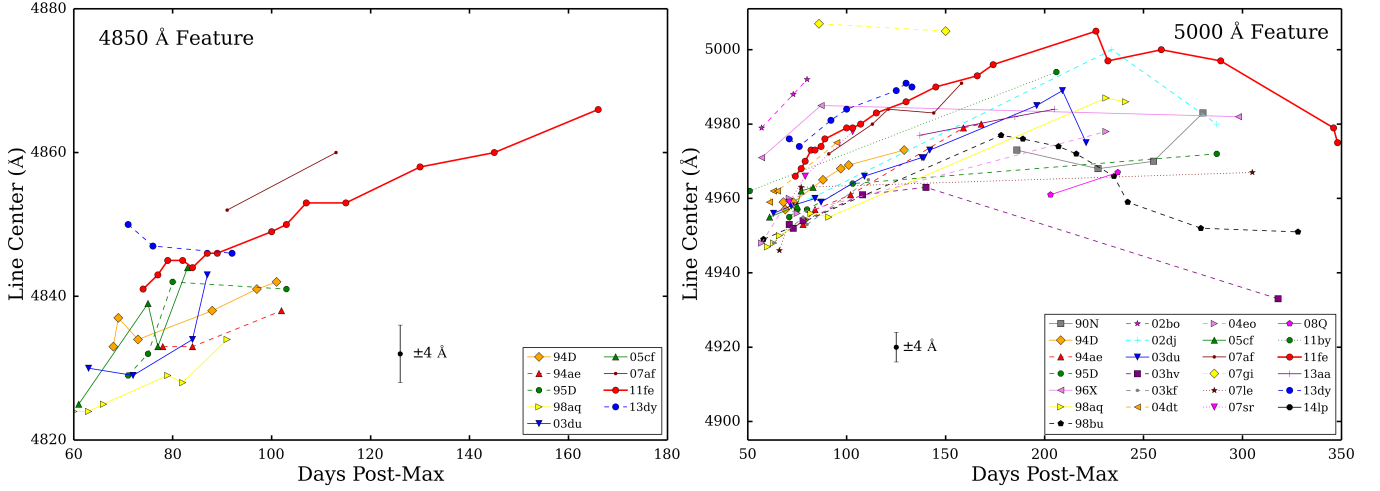 4850 Å Feature
4880
4860
4840
4820
Line Center (Å)
60
80
100
120
140
160
180
Days Post-Max
±4 Å
94D
94ae
95D
98aq
03du
05cf
07af
11fe
13dy
5000 Å Feature
5000
4980
4960
4940
4920
4900
Line Center (Å)
50
100
150
200
250
300
350
Days Post-Max
±4 Å
90N
94D
94ae
95D
96X
98aq
98bu
02bo
02dj
03du
03hv
03kf
04dt
04eo
05cf
07af
07gi
07le
07sr
08Q
11by
11fe
13aa
13dy
14lp